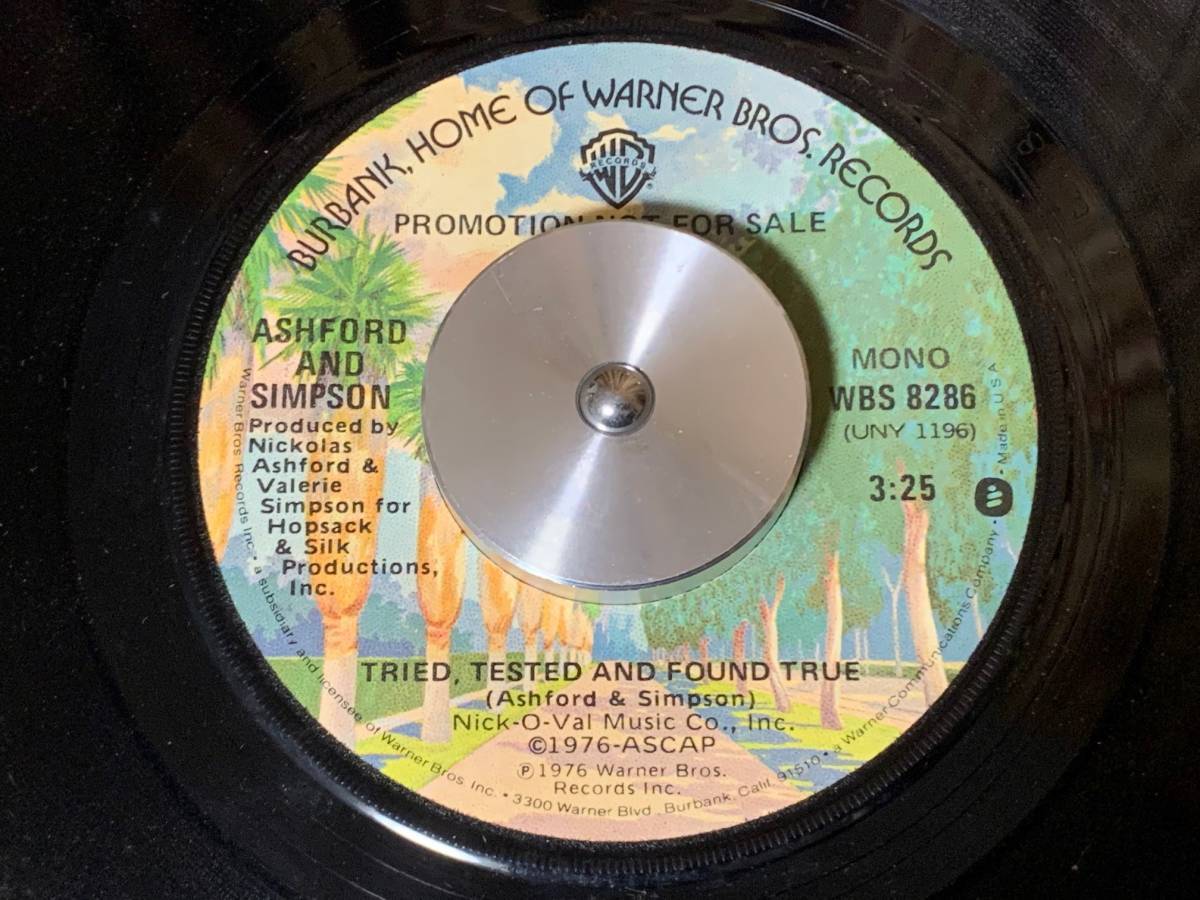 BURBANK, HOME OF WARNER BROS. RECORDS
RECORDS
PROMOTION NOT FOR SALE
ASHFORD
AND
SIMPSON
Produced by
Nickolas
Ashford &
Valerie
Simpson for
Hopsack
& Silk
Productions,
Inc.
MONO
WBS 8286
(UNY 1196)
3:25
TRIED, TESTED AND FOUND TRUE
(Ashford & Simpson)
Nick-O-Val Music Co., Inc.
©1976-ASCAP
℗1976 Warner Bros.
Records Inc.
Warner Bros. Records Inc. • a subsidiary and licensee of Warner Bros. Inc. • 3300 Warner Blvd., Burbank, Calif. 91510 • a Warner Communications Company • Made in U.S.A.